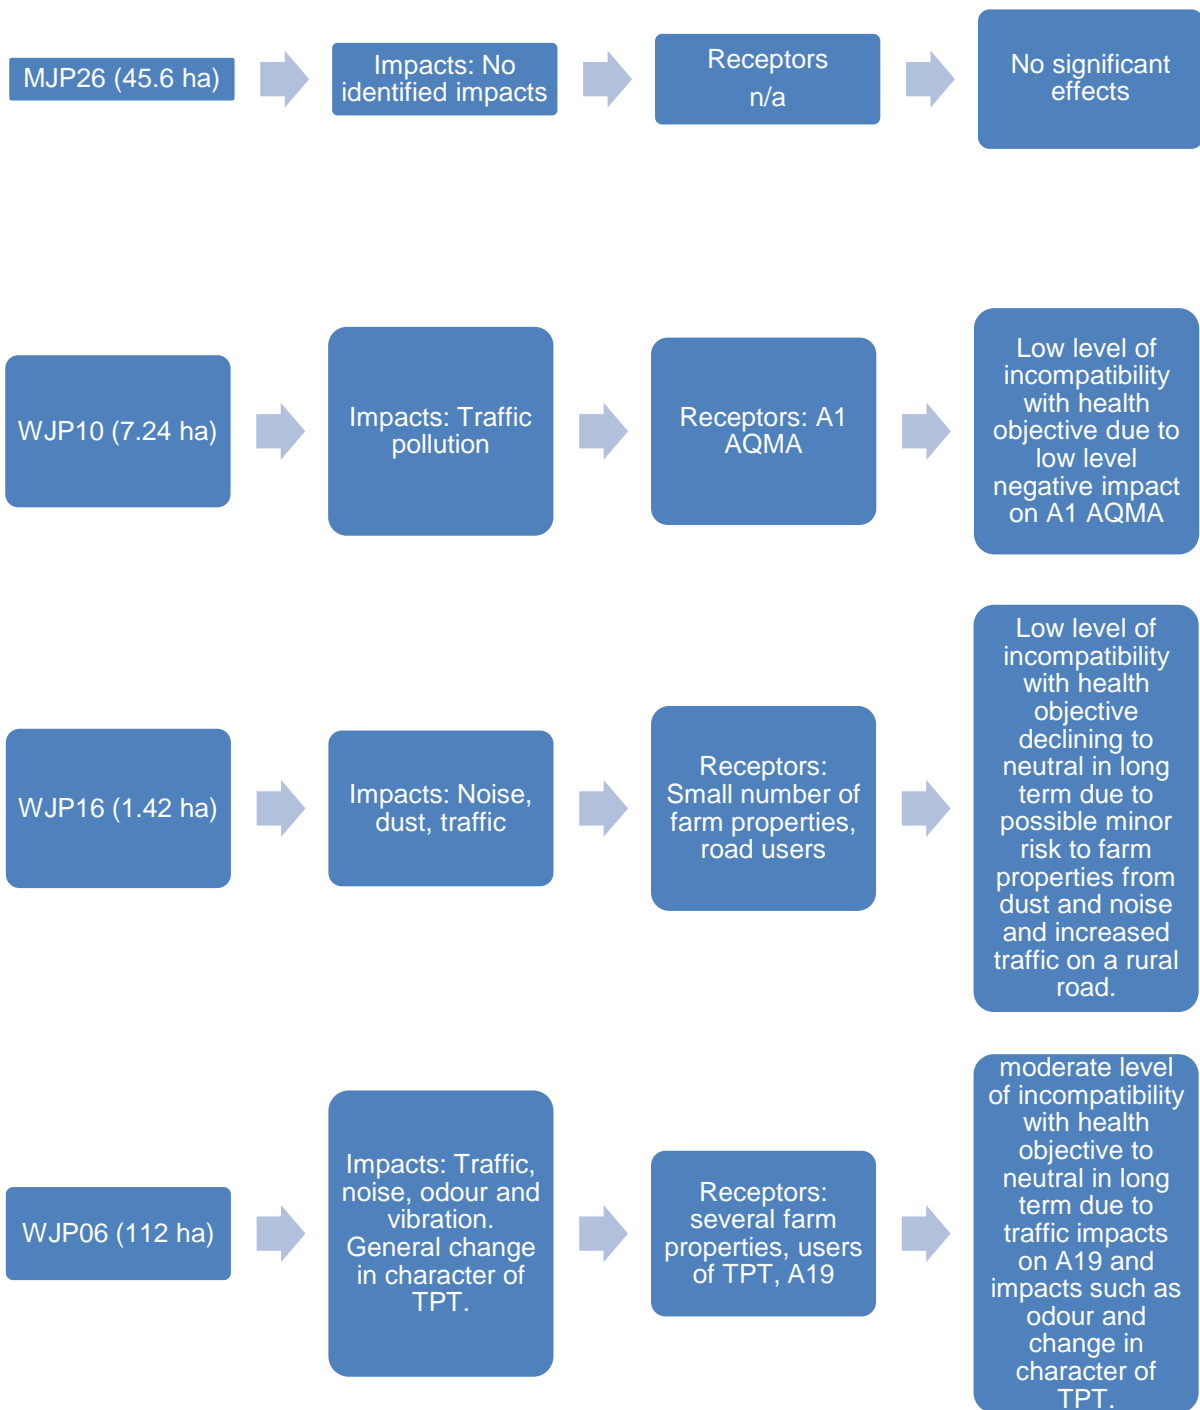 MJP26 (45.6 ha)
Impacts: No
identified impacts
Receptors
n/a
No significant
effects
WJP10 (7.24 ha)
Impacts: Traffic
pollution
Receptors: A1
AQMA
Low level of
incompatibility
with health
objective due to
low level
negative impact
on A1 AQMA
WJP16 (1.42 ha)
Impacts: Noise,
dust, traffic
Receptors:
Small number of
farm properties,
road users
Low level of
incompatibility
with health
objective
declining to
neutral in long
term due to
possible minor
risk to farm
properties from
dust and noise
and increased
traffic on a rural
road.
WJP06 (112 ha)
Impacts: Traffic,
noise, odour and
vibration.
General change
in character of
TPT.
Receptors:
several farm
properties, users
of TPT, A19
moderate level
of incompatibility
with health
objective to
neutral in long
term due to
traffic impacts
on A19 and
impacts such as
odour and
change in
character of
TPT.